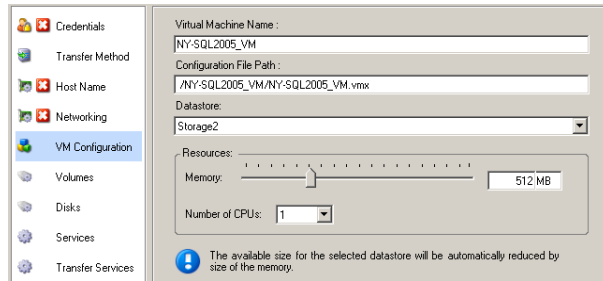 Credentials
Transfer Method
Host Name
Networking
VM Configuration
Volumes
Disks
Services
Transfer Services
Virtual Machine Name :
NY-SQL2005_VM
Configuration File Path :
/NY-SQL2005_VM/NY-SQL2005_VM.vmx
Datastore:
Storage2
Resources:
Memory:
512 MB
Number of CPUs:
1
The available size for the selected datastore will be automatically reduced by
size of the memory.